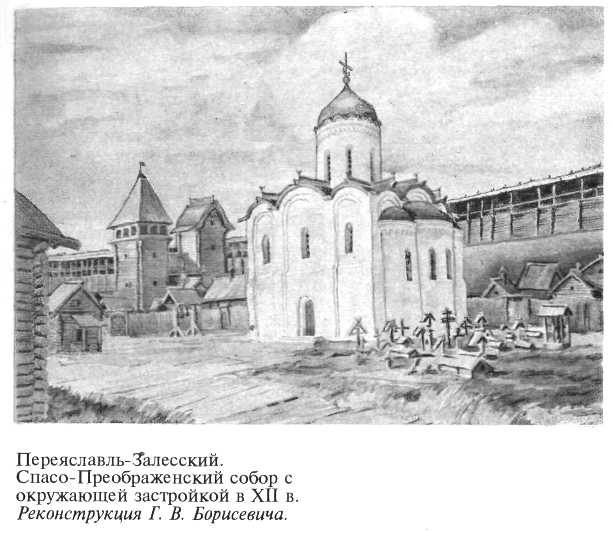 Переяславль-Залесский.
Спасо-Преображенский собор с
окружающей застройкой в XII в.
Реконструкция Г. В. Борисевича.